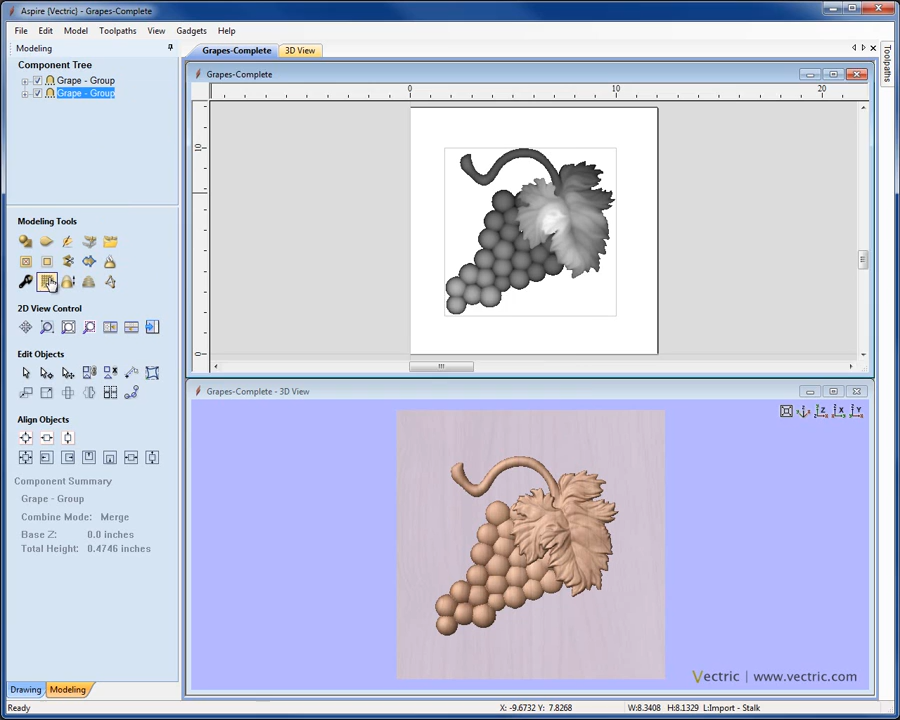 Aspire {Vectric} - Grapes-Complete
File Edit Model Toolpaths View Gadgets Help
Modeling
Component Tree
Grape - Group
Grape - Group
Modeling Tools
2D View Control
Edit Objects
Align Objects
Component Summary
Grape - Group
Combine Mode: Merge
Base Z: 0.0 inches
Total Height: 0.4746 inches
Drawing Modeling
Ready
Grapes-Complete 3D View
Grapes-Complete
0 10 20
10
0
Grapes-Complete - 3D View
Z X Y
Vectric | www.vectric.com
X: -9.6732 Y: 7.8268 W:8.3408 H:8.1329 L:Import - Stalk
Toolpaths